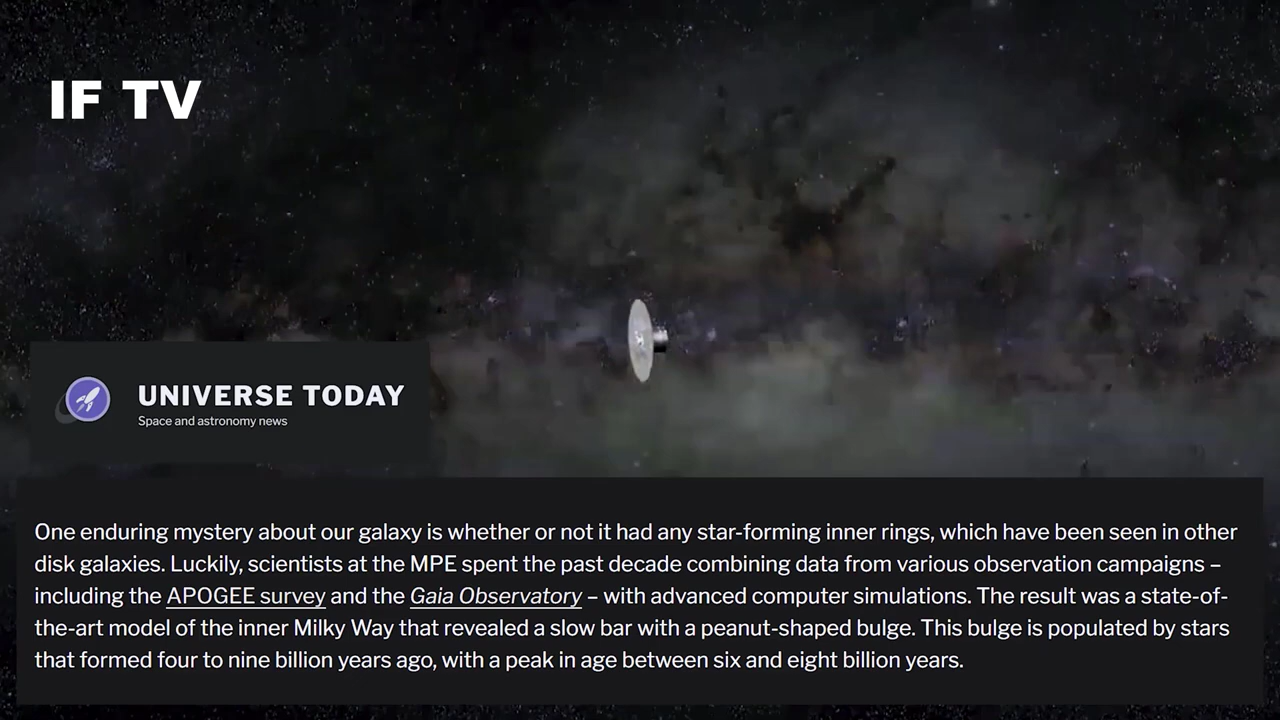 IF TV
UNIVERSE TODAY
Space and astronomy news
One enduring mystery about our galaxy is whether or not it had any star-forming inner rings, which have been seen in other
disk galaxies. Luckily, scientists at the MPE spent the past decade combining data from various observation campaigns –
including the APOGEE survey and the Gaia Observatory – with advanced computer simulations. The result was a state-of-
the-art model of the inner Milky Way that revealed a slow bar with a peanut-shaped bulge. This bulge is populated by stars
that formed four to nine billion years ago, with a peak in age between six and eight billion years.